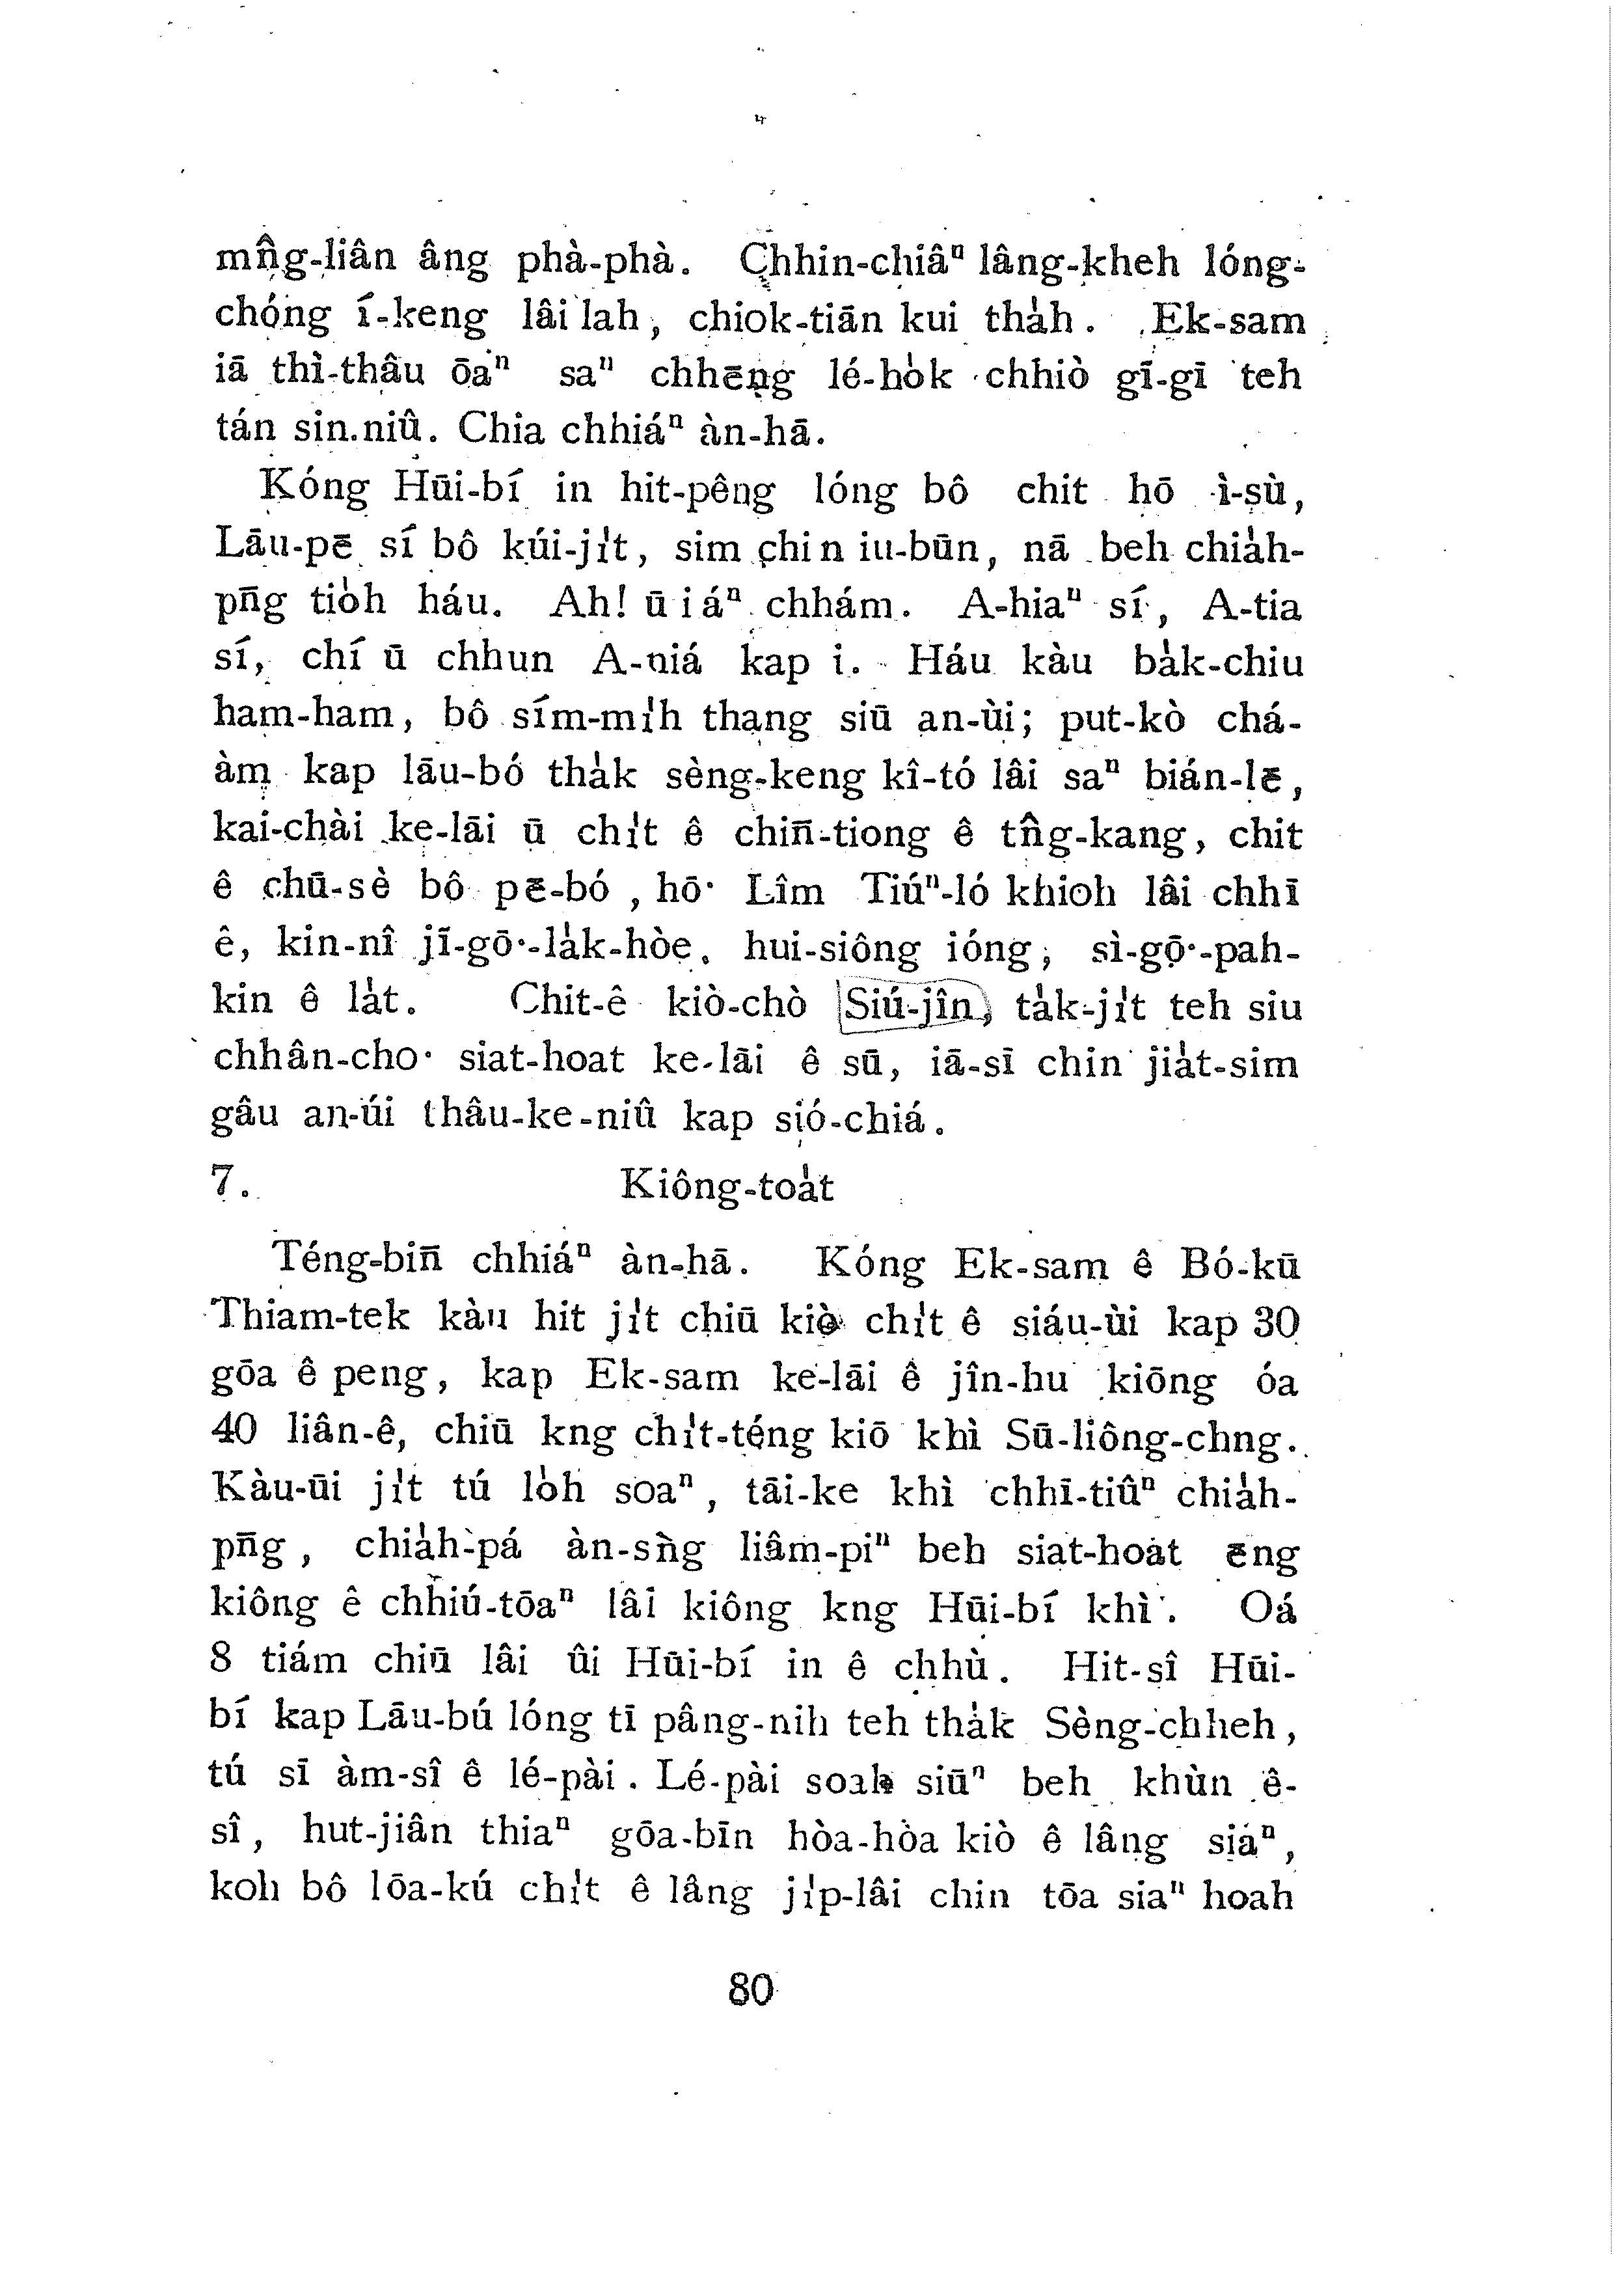 mn̂g-liân âng phà-phà. Chhin-chiâⁿ lâng-kheh lóng-
chóng í-keng lâi lah, chiok-tiān kui tha̍h. Ek-sam
iā thì-thâu ōaⁿ saⁿ chhēng lé-ho̍k chhiò gī-gī teh
tán sin.niû. Chia chhiáⁿ àn-hā.
Kóng Hūi-bí in hit-pêng lóng bô chit hō ì-sù,
Lāu-pē sí bô kúi-ji̍t, sim chin iu-būn, nā beh chia̍h-
pn̄g tio̍h háu. Ah! ū iáⁿ chhám. A-hiaⁿ sí, A-tia
sí, chí ū chhun A-niá kap i. Háu kàu ba̍k-chiu
ham-ham, bô sím-mi̍h thang siū an-ùi; put-kò chá-
àm kap lāu-bó tha̍k sèng-keng kî-tó lâi saⁿ bián-lē,
kai-chài ke-lāi ū chi̍t ê chin̄-tiong ê tn̂g-kang, chit
ê chū-sè bô pē-bó, hō͘ Lîm Tiúⁿ-ló khioh lâi chhī
ê, kin-nî jī-gō͘-la̍k-hòe, hui-siông ióng, sì-gō͘-pah-
kin ê la̍t. Chit-ê kiò-chò Siú-jîn, ta̍k-ji̍t teh siu
chhân-cho͘ siat-hoat ke-lāi ê sū, iā-sī chin jia̍t-sim
gâu an-úi thâu-ke-niû kap sió-chiá.
7. Kiông-toa̍t
Téng-bin̄ chhiáⁿ àn-hā. Kóng Ek-sam ê Bó-kū
Thiam-tek kàu hit ji̍t chiū kiò chi̍t ê siáu-ùi kap 30
gōa ê peng, kap Ek-sam ke-lāi ê jîn-hu kiōng óa
40 liân-ê, chiū kng chi̍t-téng kiō khì Sū-liông-chng.
Kàu-ūi ji̍t tú lo̍h soaⁿ, tāi-ke khì chhī-tiûⁿ chia̍h-
pn̄g, chia̍h-pá àn-sǹg liâm-piⁿ beh siat-hoat ēng
kiông ê chhiú-tōaⁿ lâi kiông kng Hūi-bí khì. Oá
8 tiám chiū lâi ûi Hūi-bí in ê chhù. Hit-sî Hūi-
bí kap Lāu-bú lóng tī pâng-nih teh tha̍k Sèng-chheh,
tú sī àm-sî ê lé-pài. Lé-pài soah siūⁿ beh khùn ê-
sî, hut-jiân thiaⁿ gōa-bīn hòa-hòa kiò ê lâng siáⁿ,
koh bô lōa-kú chi̍t ê lâng ji̍p-lâi chin tōa siaⁿ hoah
80